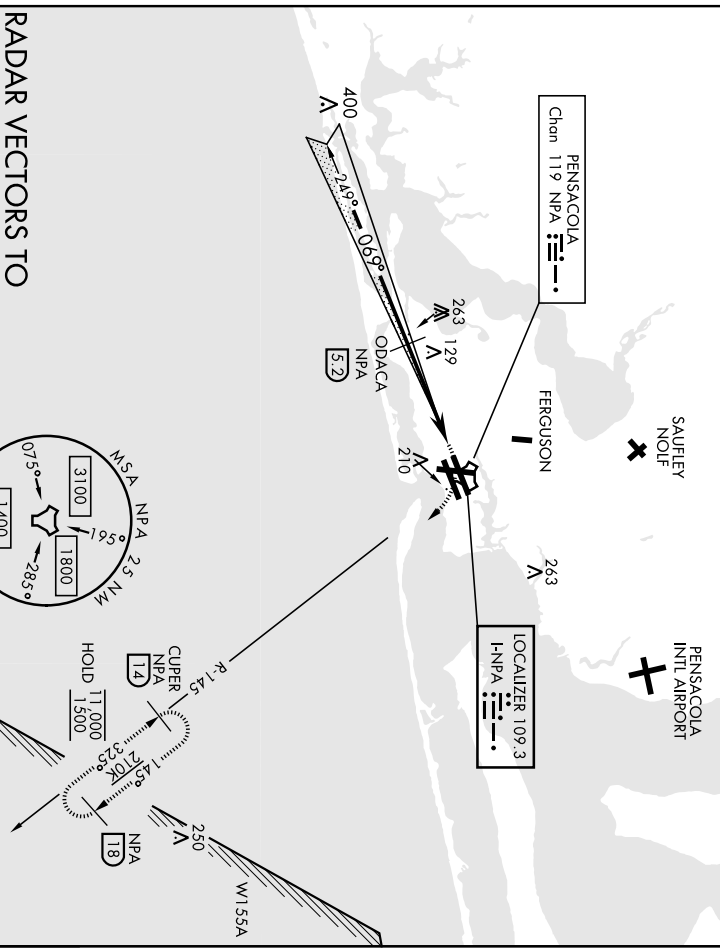 RADAR VECTORS TO
PENSACOLA
Chan 119 NPA
SAUFLEY
NOLF
FERGUSON
PENSACOLA
INTL AIRPORT
LOCALIZER 109.3
I-NPA
400
249°
069°
263
129
ODACA
NPA
5.2
210
263
R-145
CUPER
NPA
14
HOLD
11,000
1500
325°
210K
145°
NPA
18
250
W155A
MSA NPA 25 NM
3100
1800
1400
075°
195°
285°